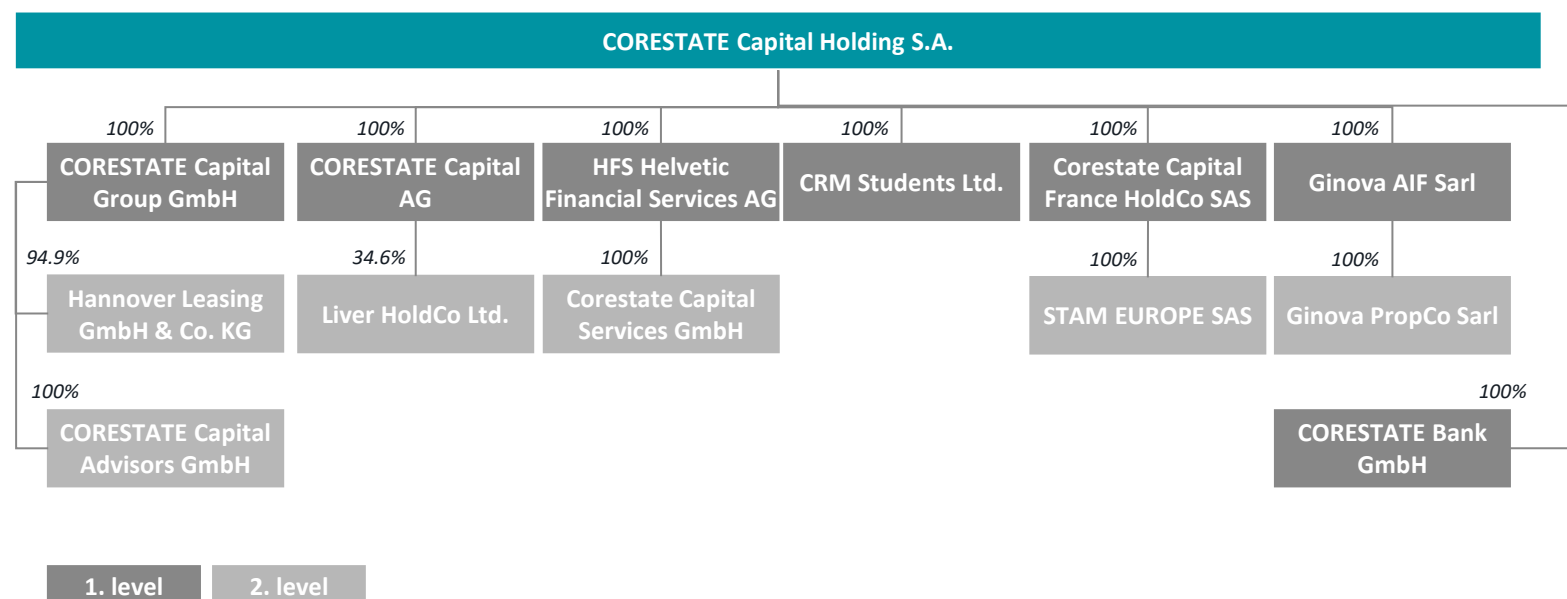 CORESTATE Capital Holding S.A.
100%
100%
100%
100%
100%
100%
CORESTATE Capital
Group GmbH
CORESTATE Capital
AG
HFS Helvetic
Financial Services AG
CRM Students Ltd.
Corestate Capital
France HoldCo SAS
Ginova AIF Sarl
94.9%
34.6%
100%
100%
100%
Hannover Leasing
GmbH & Co. KG
Liver HoldCo Ltd.
Corestate Capital
Services GmbH
STAM EUROPE SAS
Ginova PropCo Sarl
100%
100%
CORESTATE Capital
Advisors GmbH
CORESTATE Bank
GmbH
1. level
2. level